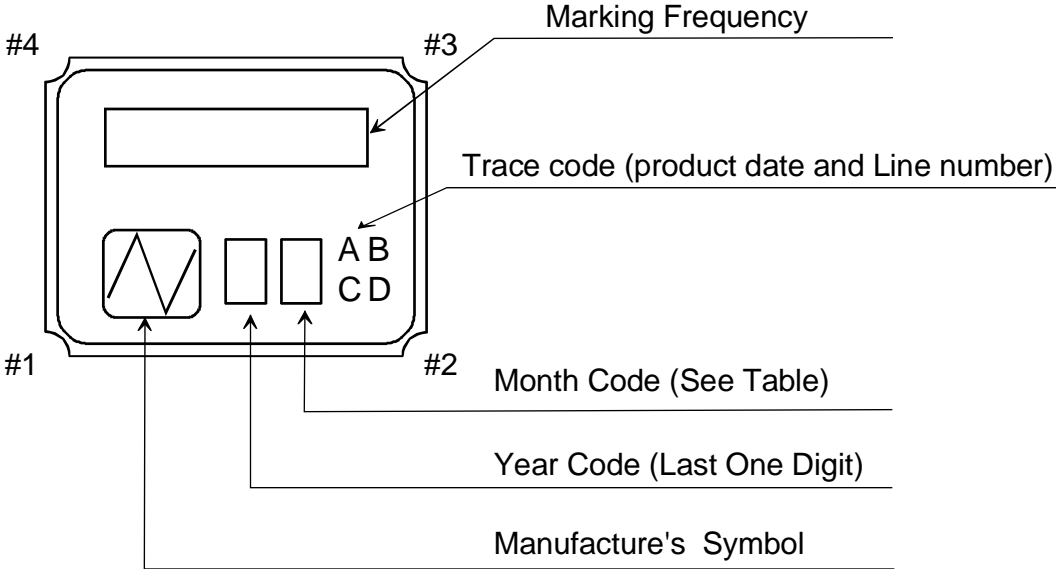 Marking Frequency
#4
#3
Trace code (product date and Line number)
A B
C D
#1
#2
Month Code (See Table)
Year Code (Last One Digit)
Manufacture's Symbol